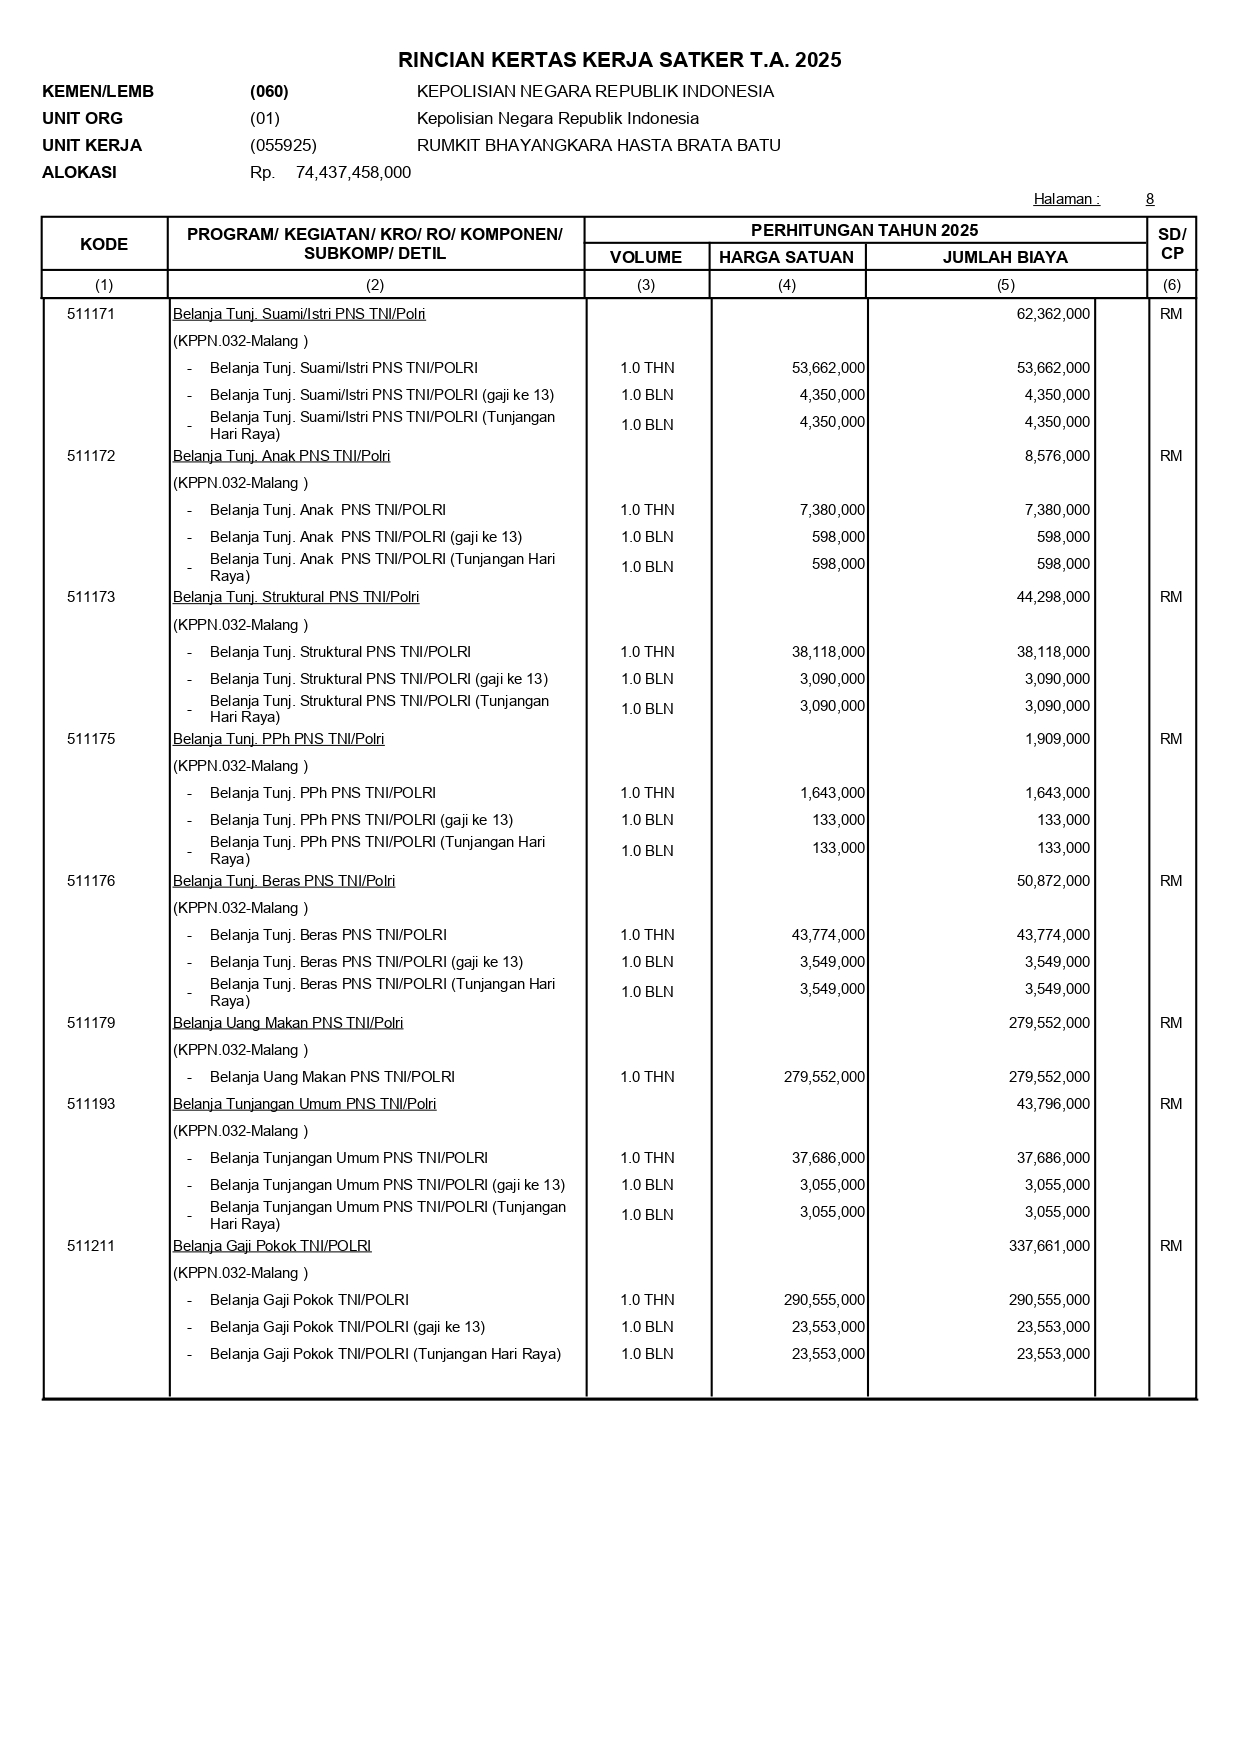 RINCIAN KERTAS KERJA SATKER T.A. 2025
KEMEN/LEMB (060) KEPOLISIAN NEGARA REPUBLIK INDONESIA
UNIT ORG (01) Kepolisian Negara Republik Indonesia
UNIT KERJA (055925) RUMKIT BHAYANGKARA HASTA BRATA BATU
ALOKASI Rp. 74,437,458,000
Halaman : 8
KODE PROGRAM/ KEGIATAN/ KRO/ RO/ KOMPONEN/ SUBKOMP/ DETIL PERHITUNGAN TAHUN 2025 SD/ CP
VOLUME HARGA SATUAN JUMLAH BIAYA
(1) (2) (3) (4) (5) (6)
511171 Belanja Tunj. Suami/Istri PNS TNI/Polri 62,362,000 RM
(KPPN.032-Malang )
- Belanja Tunj. Suami/Istri PNS TNI/POLRI 1.0 THN 53,662,000 53,662,000
- Belanja Tunj. Suami/Istri PNS TNI/POLRI (gaji ke 13) 1.0 BLN 4,350,000 4,350,000
- Belanja Tunj. Suami/Istri PNS TNI/POLRI (Tunjangan
Hari Raya) 1.0 BLN 4,350,000 4,350,000
511172 Belanja Tunj. Anak PNS TNI/Polri 8,576,000 RM
(KPPN.032-Malang )
- Belanja Tunj. Anak  PNS TNI/POLRI 1.0 THN 7,380,000 7,380,000
- Belanja Tunj. Anak  PNS TNI/POLRI (gaji ke 13) 1.0 BLN 598,000 598,000
- Belanja Tunj. Anak  PNS TNI/POLRI (Tunjangan Hari
Raya) 1.0 BLN 598,000 598,000
511173 Belanja Tunj. Struktural PNS TNI/Polri 44,298,000 RM
(KPPN.032-Malang )
- Belanja Tunj. Struktural PNS TNI/POLRI 1.0 THN 38,118,000 38,118,000
- Belanja Tunj. Struktural PNS TNI/POLRI (gaji ke 13) 1.0 BLN 3,090,000 3,090,000
- Belanja Tunj. Struktural PNS TNI/POLRI (Tunjangan
Hari Raya) 1.0 BLN 3,090,000 3,090,000
511175 Belanja Tunj. PPh PNS TNI/Polri 1,909,000 RM
(KPPN.032-Malang )
- Belanja Tunj. PPh PNS TNI/POLRI 1.0 THN 1,643,000 1,643,000
- Belanja Tunj. PPh PNS TNI/POLRI (gaji ke 13) 1.0 BLN 133,000 133,000
- Belanja Tunj. PPh PNS TNI/POLRI (Tunjangan Hari
Raya) 1.0 BLN 133,000 133,000
511176 Belanja Tunj. Beras PNS TNI/Polri 50,872,000 RM
(KPPN.032-Malang )
- Belanja Tunj. Beras PNS TNI/POLRI 1.0 THN 43,774,000 43,774,000
- Belanja Tunj. Beras PNS TNI/POLRI (gaji ke 13) 1.0 BLN 3,549,000 3,549,000
- Belanja Tunj. Beras PNS TNI/POLRI (Tunjangan Hari
Raya) 1.0 BLN 3,549,000 3,549,000
511179 Belanja Uang Makan PNS TNI/Polri 279,552,000 RM
(KPPN.032-Malang )
- Belanja Uang Makan PNS TNI/POLRI 1.0 THN 279,552,000 279,552,000
511193 Belanja Tunjangan Umum PNS TNI/Polri 43,796,000 RM
(KPPN.032-Malang )
- Belanja Tunjangan Umum PNS TNI/POLRI 1.0 THN 37,686,000 37,686,000
- Belanja Tunjangan Umum PNS TNI/POLRI (gaji ke 13) 1.0 BLN 3,055,000 3,055,000
- Belanja Tunjangan Umum PNS TNI/POLRI (Tunjangan
Hari Raya) 1.0 BLN 3,055,000 3,055,000
511211 Belanja Gaji Pokok TNI/POLRI 337,661,000 RM
(KPPN.032-Malang )
- Belanja Gaji Pokok TNI/POLRI 1.0 THN 290,555,000 290,555,000
- Belanja Gaji Pokok TNI/POLRI (gaji ke 13) 1.0 BLN 23,553,000 23,553,000
- Belanja Gaji Pokok TNI/POLRI (Tunjangan Hari Raya) 1.0 BLN 23,553,000 23,553,000